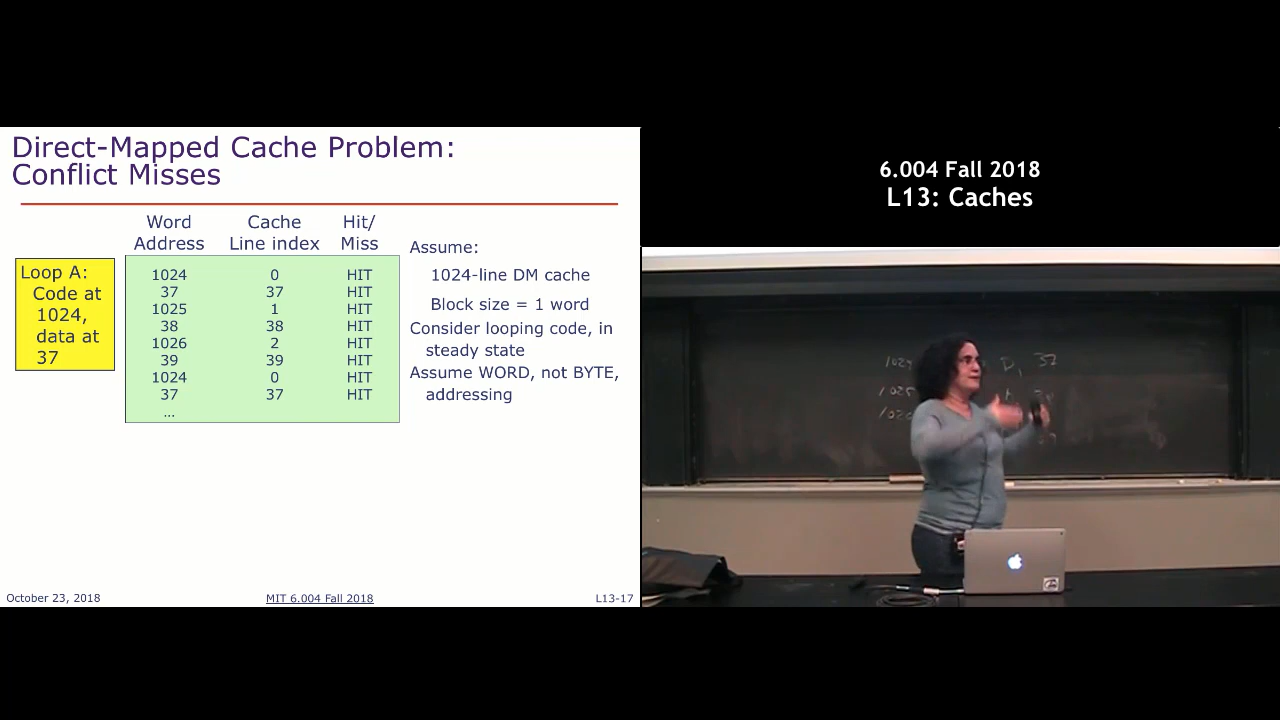 Direct-Mapped Cache Problem:
Conflict Misses
Word Address Cache Line index Hit/ Miss
Loop A:
Code at
1024,
data at
37
1024 0 HIT
37 37 HIT
1025 1 HIT
38 38 HIT
1026 2 HIT
39 39 HIT
1024 0 HIT
37 37 HIT
...
Assume:
1024-line DM cache
Block size = 1 word
Consider looping code, in
steady state
Assume WORD, not BYTE,
addressing
October 23, 2018 MIT 6.004 Fall 2018 L13-17
6.004 Fall 2018
L13: Caches
37